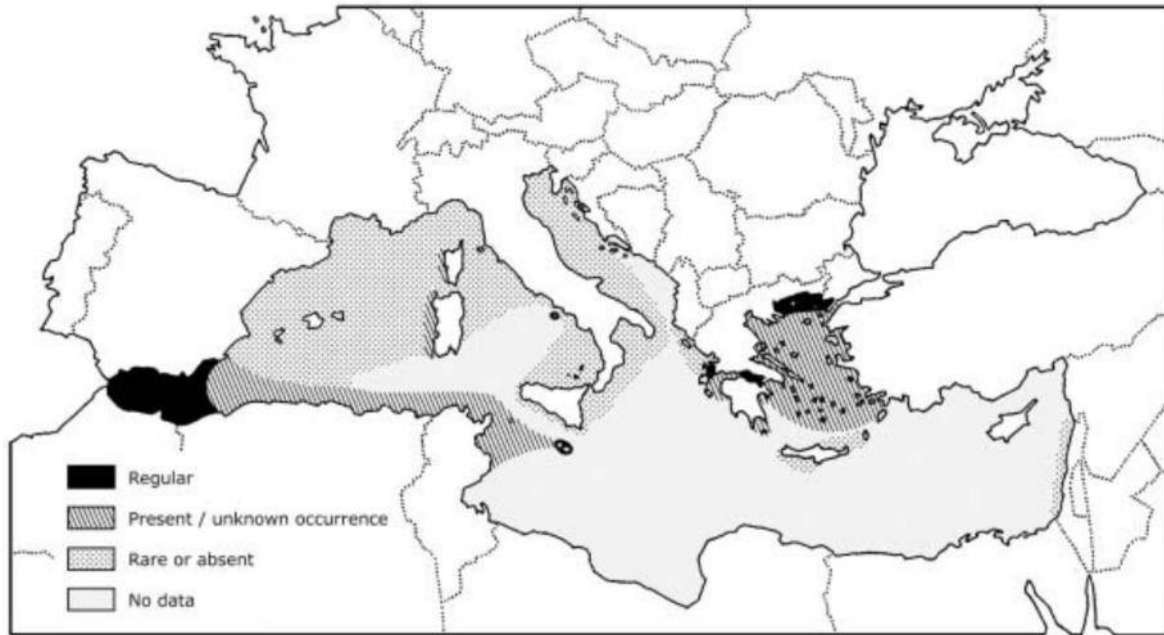 Regular
Present / unknown occurrence
Rare or absent
No data